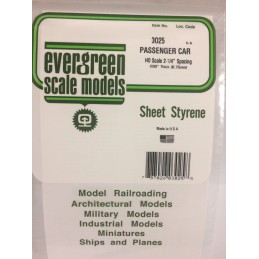 Item No. Loc. Code
3025
PASSENGER CAR
HO Scale 2-1/4" Spacing
evergreen
scale models
Sheet Styrene
Made in U.S.A.
Model Railroading
Architectural Models
Military Models
Industrial Models
Miniatures
Ships and Planes